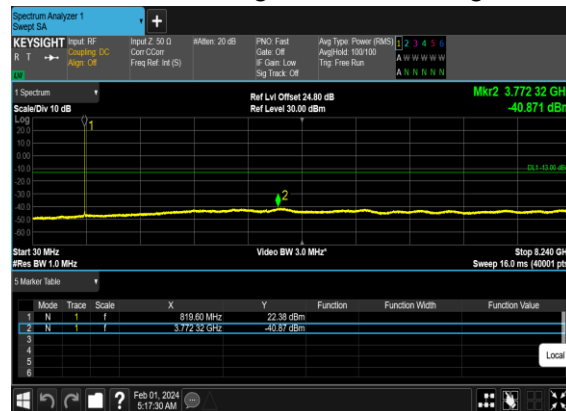 Spectrum Analyzer 1
Swept SA
+
KEYSIGHT Input: RF Input Z: 50 Ω #Atten: 20 dB PNO: Fast Avg Type: Power (RMS) 1 2 3 4 5 6
R T Coupling: DC Corr CCorr Gate: Off Avg|Hold: 100/100 A W W W W W
Align: Off Freq Ref: Int (S) IF Gain: Low Trig: Free Run
LW Sig Track: Off A N N N N N
1 Spectrum Ref Lvl Offset 24.80 dB Mkr2 3.772 32 GH
Scale/Div 10 dB Ref Level 30.00 dBm -40.871 dBm
Log
1
20.0
10.0
0.00
-10.0
DL1 -13.00 dB
-20.0
-30.0
2
-40.0
-50.0
-60.0
Start 30 MHz Video BW 3.0 MHz* Stop 8.240 GH
#Res BW 1.0 MHz Sweep 16.0 ms (40001 pts
5 Marker Table
Mode Trace Scale X Y Function Function Width Function Value
1 N 1 f 819.60 MHz 22.38 dBm
2 N 1 f 3.772 32 GHz -40.87 dBm
3
4
5
6
Local
? Feb 01, 2024
5:17:30 AM